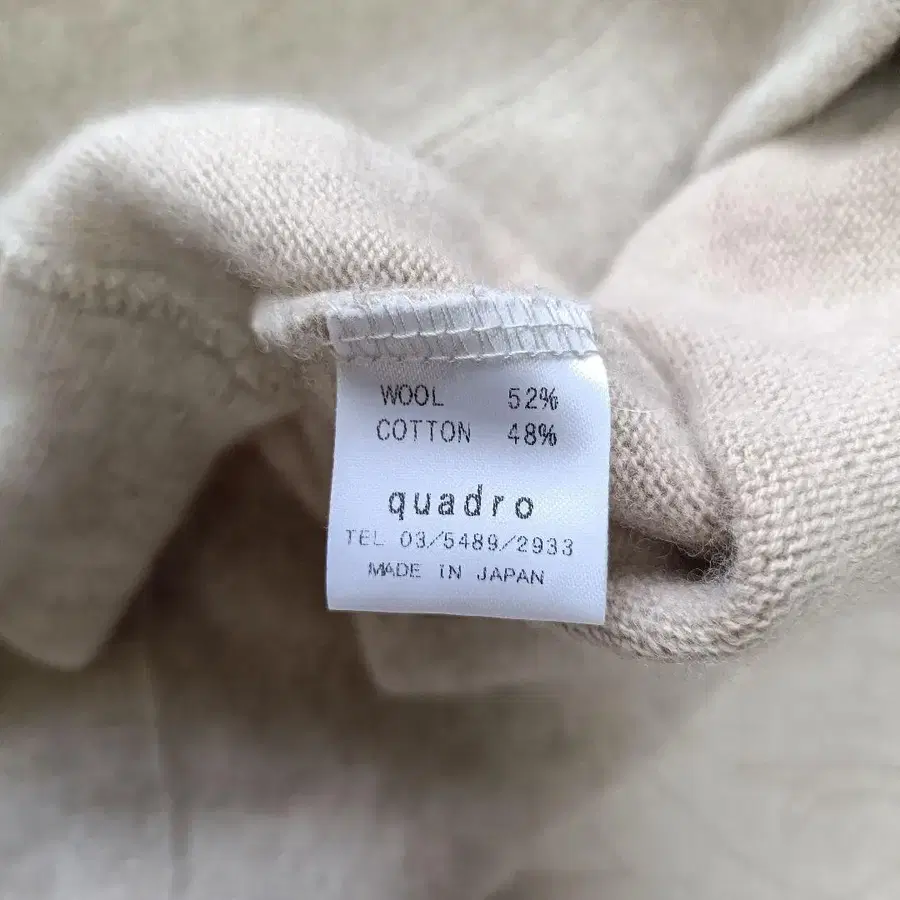 WOOL 52%
COTTON 48%
quadro
TEL 03/5489/2933
MADE IN JAPAN